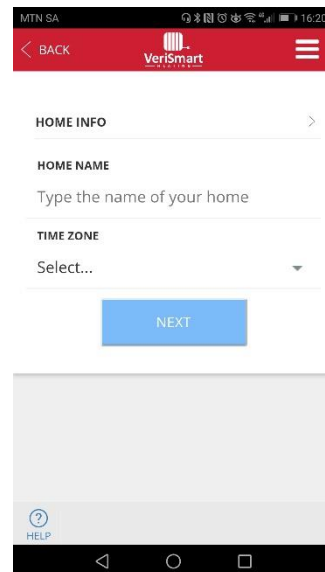 MTN SA 16:20
< BACK
VeriSmart
HEATING
HOME INFO >
HOME NAME
Type the name of your home
TIME ZONE
Select...
NEXT
?
HELP